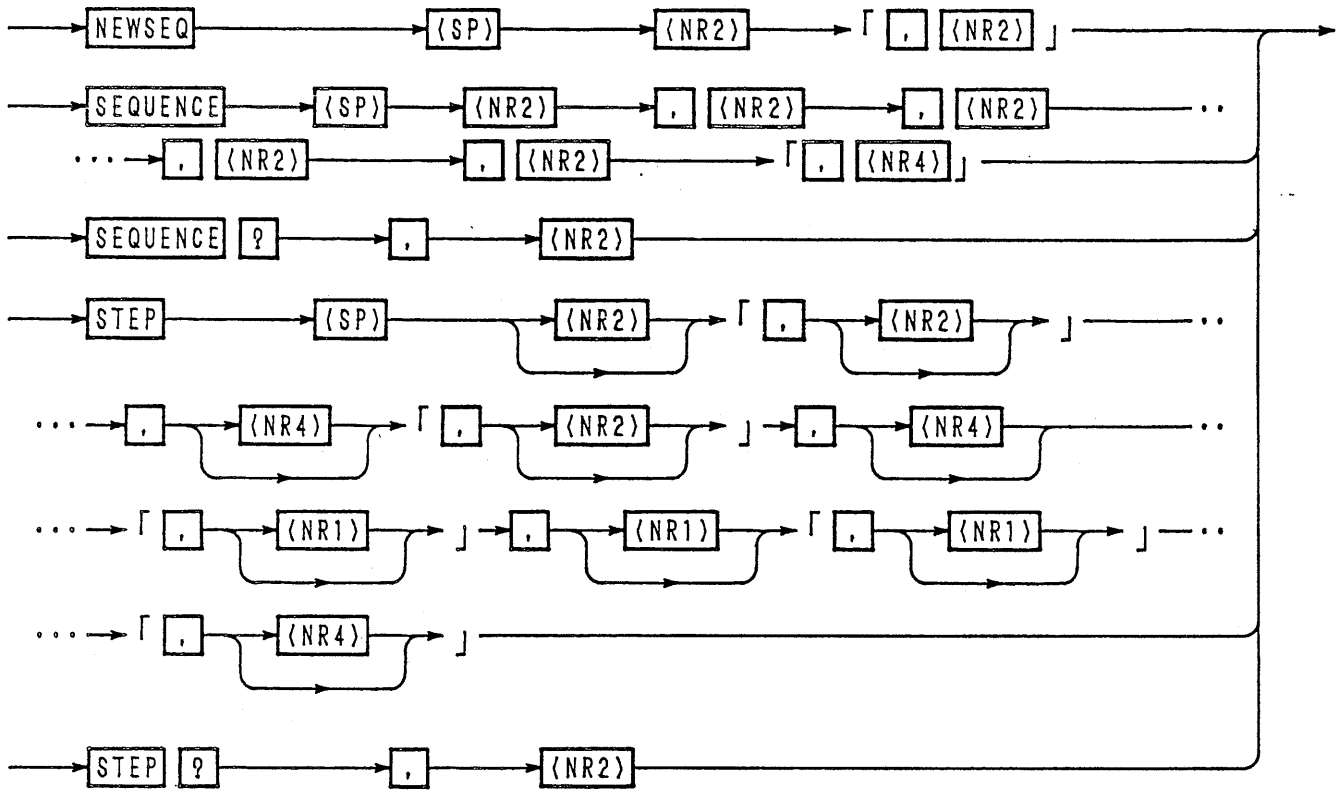 NEWSEQ 〈SP〉 〈NR2〉 「 , 〈NR2〉 」
SEQUENCE 〈SP〉 〈NR2〉 , 〈NR2〉 , 〈NR2〉 ‥
… , 〈NR2〉 , 〈NR2〉 「 , 〈NR4〉 」
SEQUENCE ? , 〈NR2〉
STEP 〈SP〉 〈NR2〉 「 , 〈NR2〉 」 ‥
… , 〈NR4〉 「 , 〈NR2〉 」 , 〈NR4〉 ‥
… 「 , 〈NR1〉 」 , 〈NR1〉 「 , 〈NR1〉 」 ‥
… 「 , 〈NR4〉 」
STEP ? , 〈NR2〉